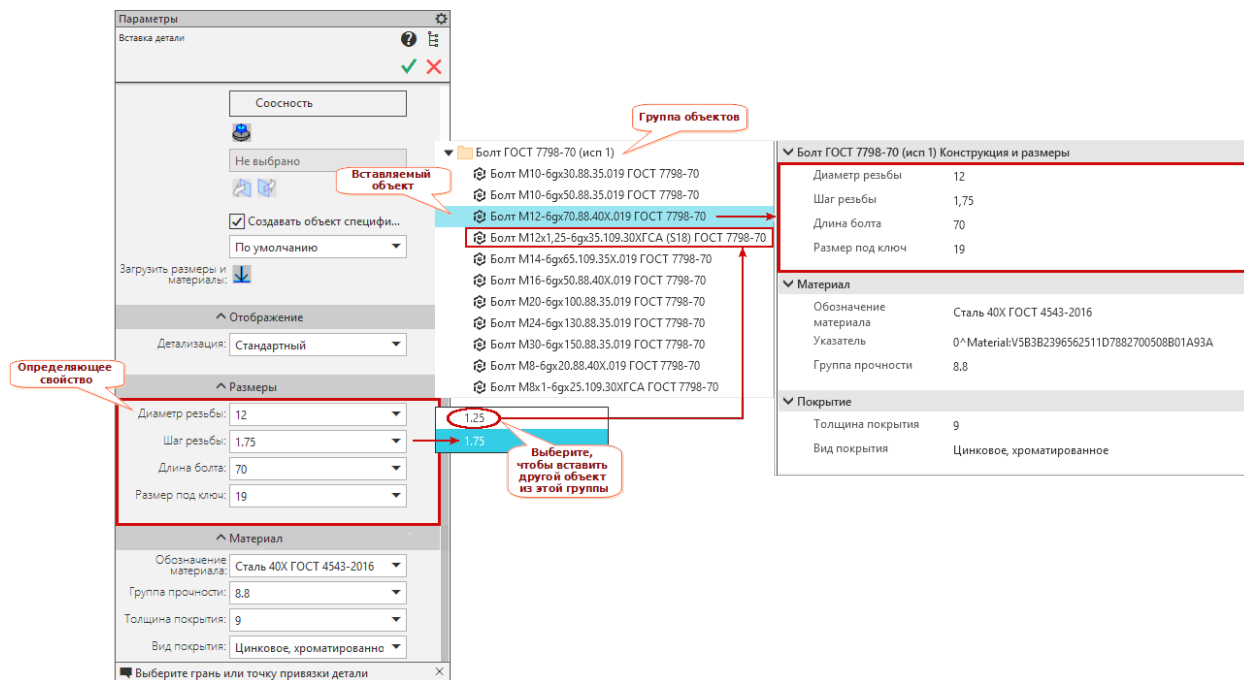 Параметры
Вставка детали
Соосность
Не выбрано
Создавать объект специфи...
По умолчанию
Загрузить размеры и
материалы:
Отображение
Детализация:
Стандартный
Определяющее
свойство
Размеры
Диаметр резьбы:
12
Шаг резьбы:
1.75
Длина болта:
70
Размер под ключ:
19
Материал
Обозначение
материала:
Сталь 40Х ГОСТ 4543-2016
Группа прочности:
8.8
Толщина покрытия:
9
Вид покрытия:
Цинковое, хроматированно
Выберите грань или точку привязки детали
Группа объектов
Вставляемый
объект
Болт ГОСТ 7798-70 (исп 1)
Болт М10-6gx30.88.35.019 ГОСТ 7798-70
Болт М10-6gx50.88.35.019 ГОСТ 7798-70
Болт М12-6gx70.88.40Х.019 ГОСТ 7798-70
Болт М12х1,25-6gx35.109.30ХГСА (S18) ГОСТ 7798-70
Болт М14-6gx65.109.35Х.019 ГОСТ 7798-70
Болт М16-6gx50.88.40Х.019 ГОСТ 7798-70
Болт М20-6gx100.88.35.019 ГОСТ 7798-70
Болт М24-6gx130.88.35.019 ГОСТ 7798-70
Болт М30-6gx150.88.35.019 ГОСТ 7798-70
Болт М8-6gx20.88.40Х.019 ГОСТ 7798-70
Болт М8х1-6gx25.109.30ХГСА ГОСТ 7798-70
1.25
1.75
Выберите,
чтобы вставить
другой объект
из этой группы
Болт ГОСТ 7798-70 (исп 1) Конструкция и размеры
Диаметр резьбы
12
Шаг резьбы
1,75
Длина болта
70
Размер под ключ
19
Материал
Обозначение
материала
Сталь 40Х ГОСТ 4543-2016
Указатель
0^Material:V5B3B2396562511D7882700508B01A93A
Группа прочности
8.8
Покрытие
Толщина покрытия
9
Вид покрытия
Цинковое, хроматированное